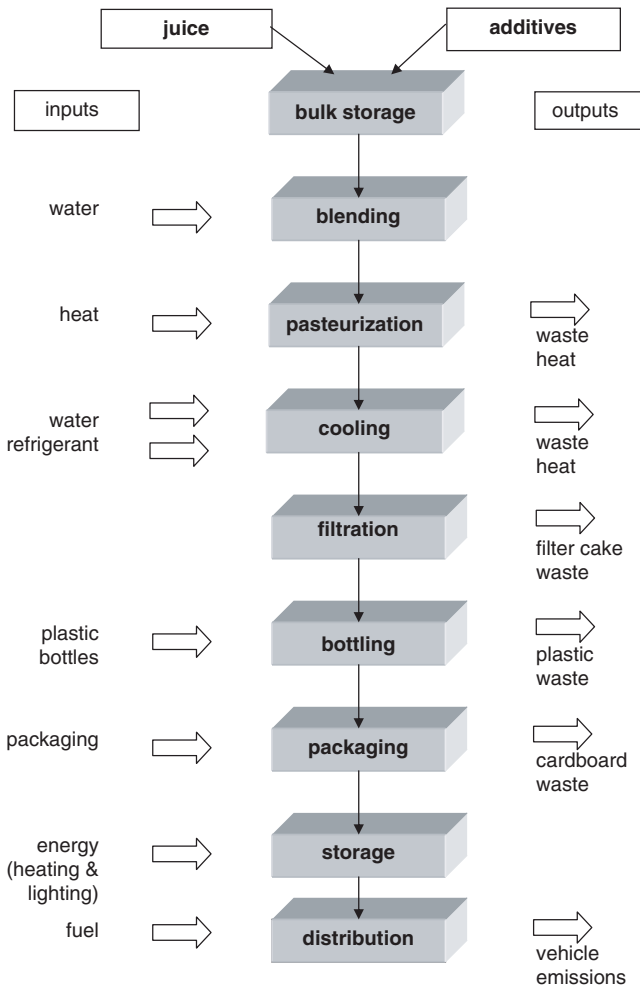 juice
additives
inputs
bulk storage
outputs
water
blending
heat
pasteurization
waste
heat
water
refrigerant
cooling
waste
heat
filtration
filter cake
waste
plastic
bottles
bottling
plastic
waste
packaging
packaging
cardboard
waste
energy
(heating &
lighting)
storage
fuel
distribution
vehicle
emissions